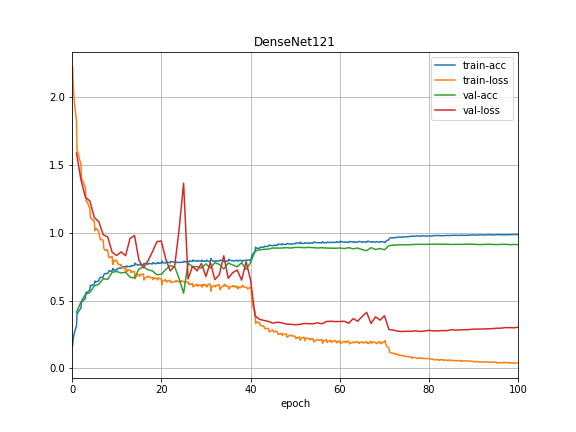 DenseNet121
train-acc
train-loss
val-acc
val-loss
2.0
1.5
1.0
0.5
0.0
0 20 40 60 80 100
epoch